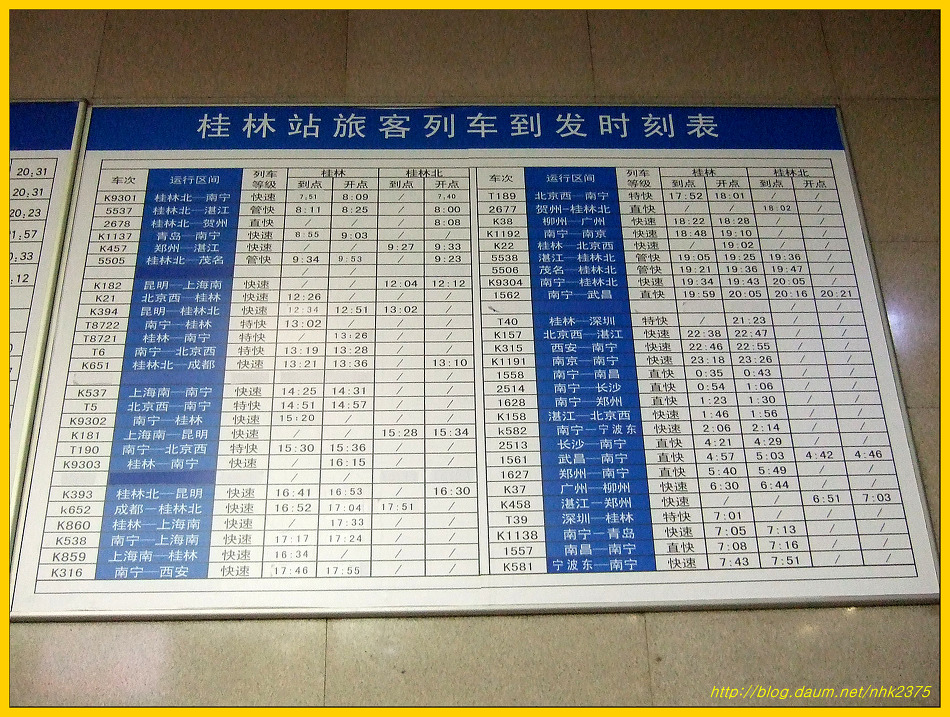 桂林站旅客列车到发时刻表
20:31
20:31
20:23
车次 运行区间 列车等级 桂林 桂林北
到点 开点 到点 开点
K9301 桂林北—南宁 快速 7:51 8:09 / 7:40
5537 桂林北—湛江 管快 8:11 8:25 / 8:00
2678 桂林北—贺州 直快 / / / 8:08
K1137 青岛—南宁 快速 8:55 9:03 / /
K457 郑州—湛江 快速 / / 9:27 9:33
5505 桂林北—茂名 管快 9:34 9:53 / 9:23
/ / / /
K182 昆明—上海南 快速 / / 12:04 12:12
K21 北京西—桂林 快速 12:26 / / /
K394 昆明—桂林北 快速 12:34 12:51 13:02 /
T8722 南宁—桂林 特快 13:02 / / /
T8721 桂林—南宁 特快 / 13:26 / /
T6 南宁—北京西 特快 13:19 13:28 / /
K651 桂林北—成都 快速 13:21 13:36 / 13:10
/ /
K537 上海南—南宁 快速 14:25 14:31 / /
T5 北京西—南宁 特快 14:51 14:57 / /
K9302 南宁—桂林 快速 15:20 / / /
K181 上海南—昆明 快速 / / 15:28 15:34
T190 南宁—北京西 特快 15:30 15:36 / /
K9303 桂林—南宁 快速 / 16:15 / /
/ / /
K393 桂林北—昆明 快速 16:41 16:53 / 16:30
k652 成都—桂林北 快速 16:52 17:04 17:51 /
K860 桂林—上海南 快速 / 17:33 / /
K538 南宁—上海南 快速 17:17 17:24 / /
K859 上海南—桂林 快速 16:34 / / /
K316 南宁—西安 快速 17:46 17:55 / /
车次 运行区间 列车等级 桂林 桂林北
到点 开点 到点 开点
T189 北京西—南宁 特快 17:52 18:01 / /
2677 贺州—桂林北 直快 / / 18:02 /
K38 柳州—广州 快速 18:22 18:28 / /
K1192 南宁—南京 快速 18:48 19:10 / /
K22 桂林—北京西 快速 / 19:02 / /
5538 湛江—桂林北 管快 19:05 19:25 19:36 /
5506 茂名—桂林北 管快 19:21 19:36 19:47 /
K9304 南宁—桂林北 快速 19:34 19:43 20:05 /
1562 南宁—武昌 直快 19:59 20:05 20:16 20:21
/ / / /
T40 桂林—深圳 特快 / 21:23 / /
K157 北京西—湛江 快速 22:38 22:47 / /
K315 西安—南宁 快速 22:46 22:55 / /
K1191 南京—南宁 快速 23:18 23:26 / /
1558 南宁—南昌 直快 0:35 0:43 / /
2514 南宁—长沙 直快 0:54 1:06 / /
1628 南宁—郑州 直快 1:23 1:30 / /
K158 湛江—北京西 快速 1:46 1:56 / /
k582 南宁—宁波东 快速 2:06 2:14 / /
2513 长沙—南宁 直快 4:21 4:29 / /
1561 武昌—南宁 直快 4:57 5:03 4:42 4:46
1627 郑州—南宁 直快 5:40 5:49 / /
K37 广州—柳州 快速 6:30 6:44 / /
K458 湛江—郑州 快速 / / 6:51 7:03
T39 深圳—桂林 特快 7:01 / / /
K1138 南宁—青岛 快速 7:05 7:13 / /
1557 南昌—南宁 直快 7:08 7:16 / /
K581 宁波东—南宁 快速 7:43 7:51 / /
http://blog.daum.net/nhk2375